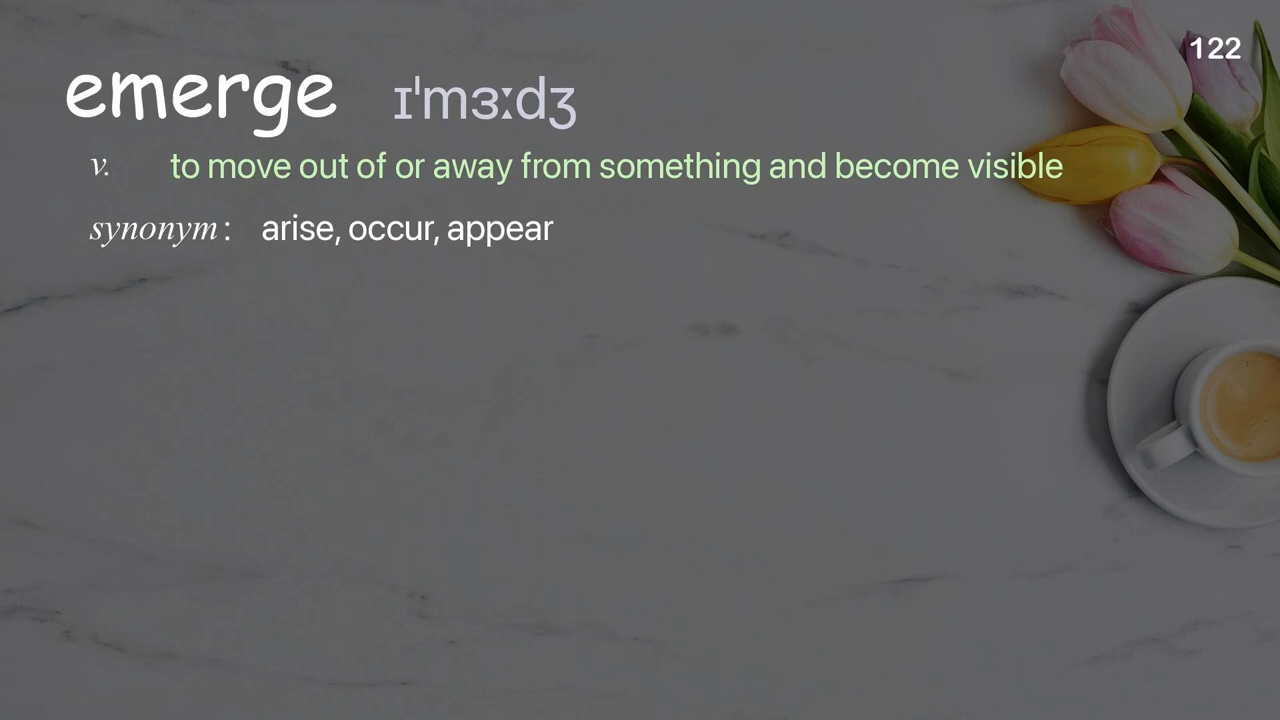 122
emerge ɪˈmɜːdʒ
v. to move out of or away from something and become visible
synonym : arise, occur, appear